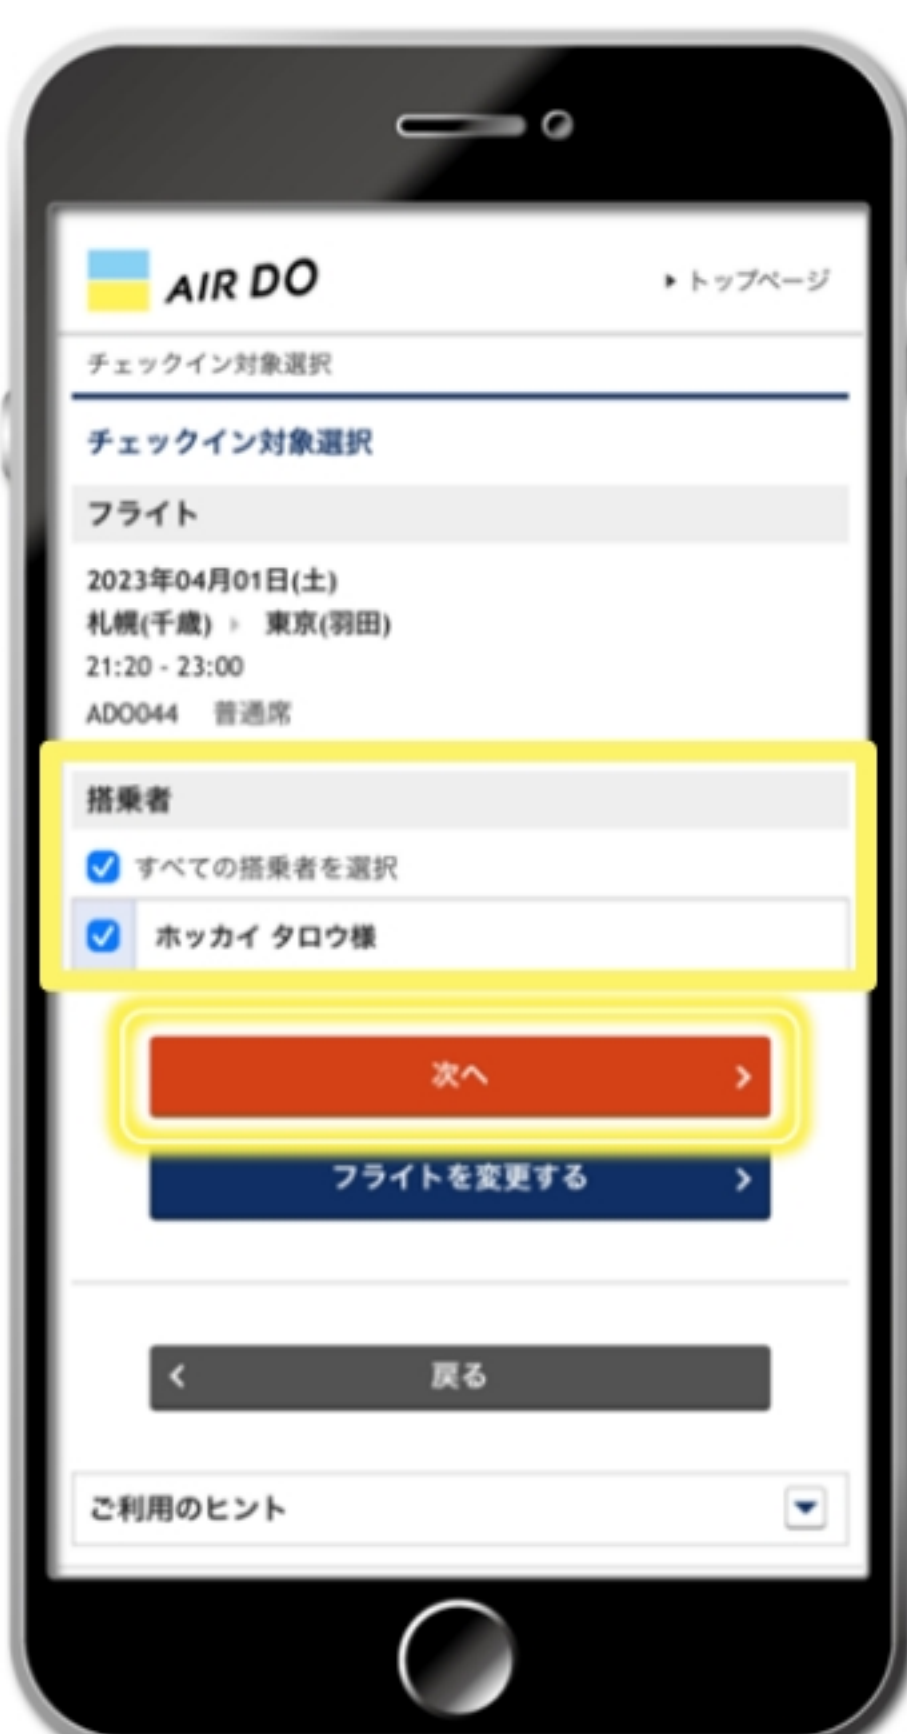 AIR DO
トップページ
チェックイン対象選択
チェックイン対象選択
フライト
2023年04月01日(土)
札幌(千歳) 東京(羽田)
21:20 - 23:00
ADO044 普通席
搭乗者
すべての搭乗者を選択
ホッカイ タロウ様
次へ
フライトを変更する
戻る
ご利用のヒント